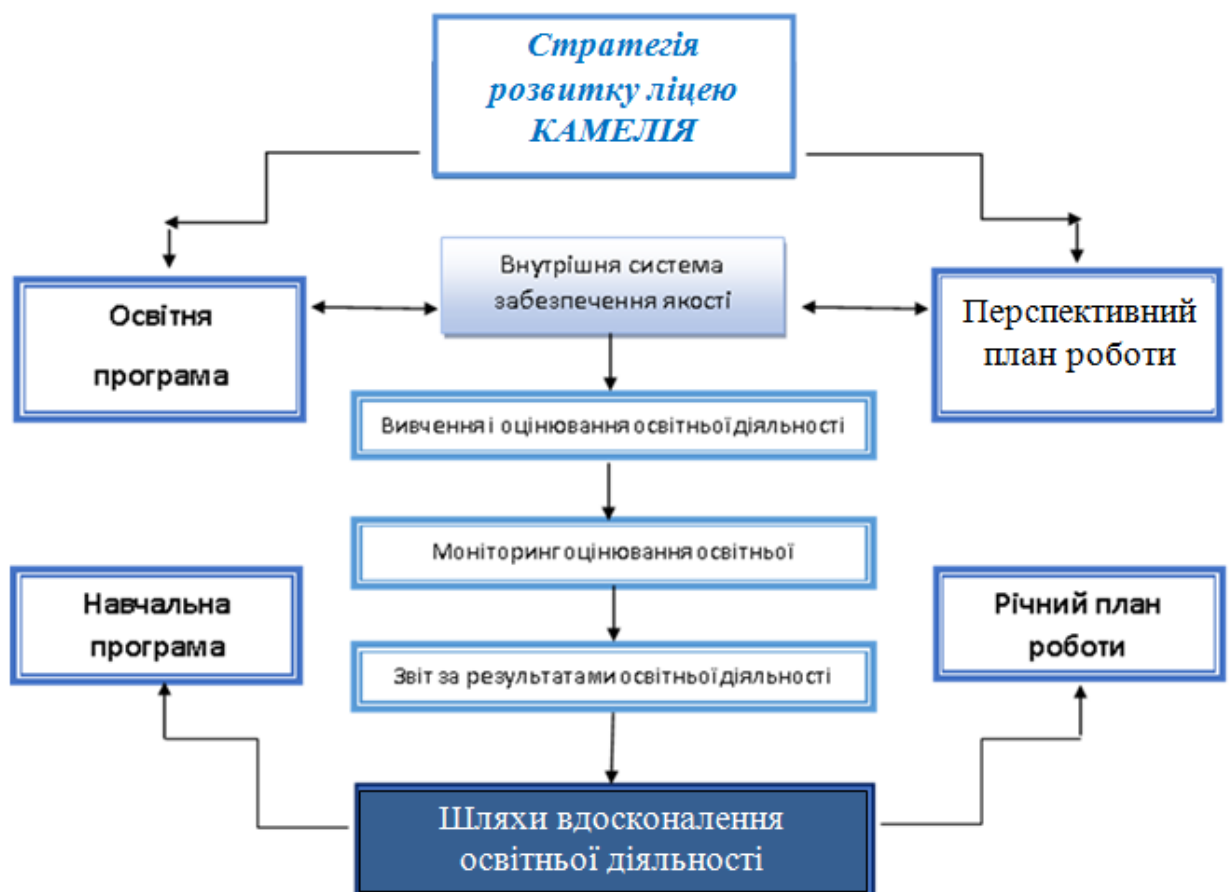 Стратегія
розвитку ліцею
КАМЕЛІЯ
Внутрішня система
забезпечення якості
Освітня
програма
Перспективний
план роботи
Вивчення і оцінювання освітньої діяльності
Моніторинг оцінювання освітньої
Навчальна
програма
Річний план
роботи
Звіт за результатами освітньої діяльності
Шляхи вдосконалення
освітньої діяльності